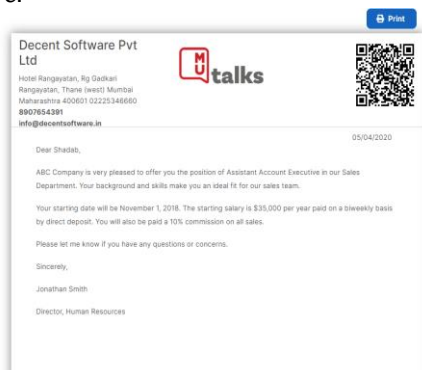 Print
Decent Software Pvt
Ltd
Hotel Rangayatan, Rg Gadkari
Rangayatan, Thane (west) Mumbai
Maharashtra 400601 02225346660
8907654391
info@decentsoftware.in
MU talks
05/04/2020
Dear Shadab,
ABC Company is very pleased to offer you the position of Assistant Account Executive in our Sales
Department. Your background and skills make you an ideal fit for our sales team.
Your starting date will be November 1, 2018. The starting salary is $35,000 per year paid on a biweekly basis
by direct deposit. You will also be paid a 10% commission on all sales.
Please let me know if you have any questions or concerns.
Sincerely,
Jonathan Smith
Director, Human Resources